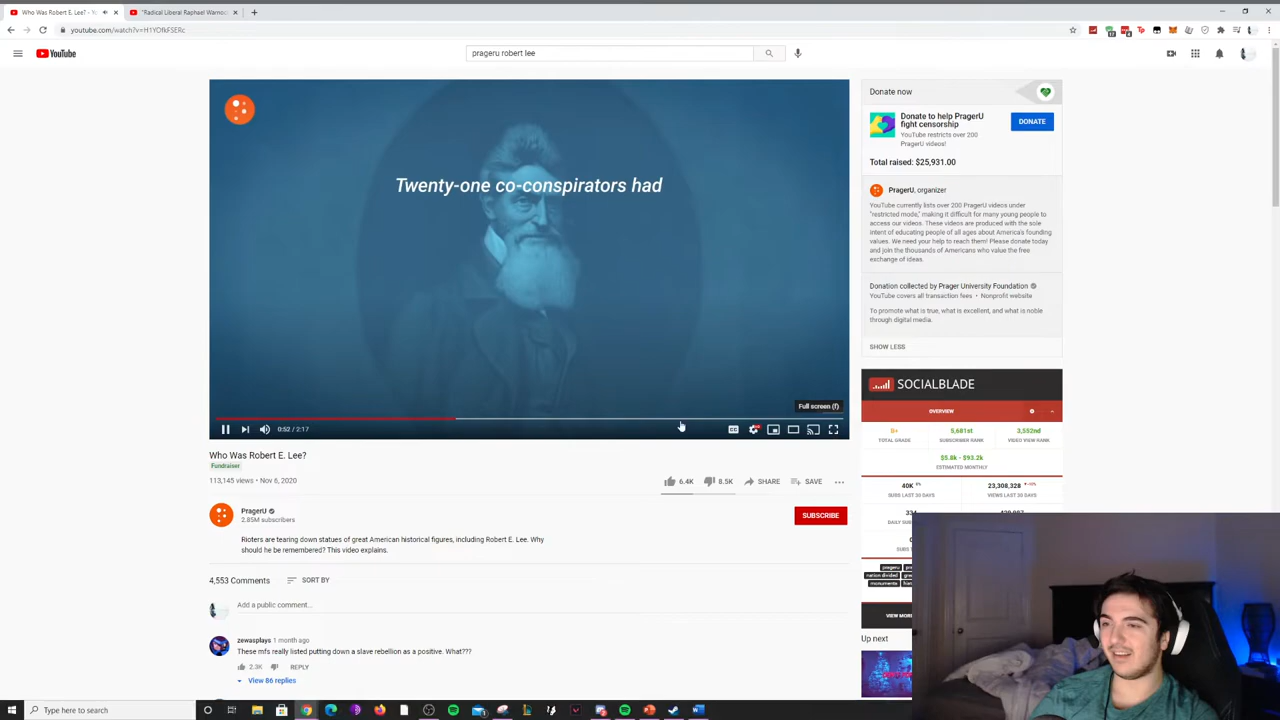 Who Was Robert E. Lee? - Yo
"Radical Liberal Raphael Warnoc
youtube.com/watch?v=H1YOfkFSERc
YouTube
prageru robert lee
Twenty-one co-conspirators had
Full screen (f)
0:52 / 2:17
Who Was Robert E. Lee?
Fundraiser
113,145 views • Nov 6, 2020
6.4K
8.5K
SHARE
SAVE
PragerU
2.85M subscribers
SUBSCRIBE
Rioters are tearing down statues of great American historical figures, including Robert E. Lee. Why
should he be remembered? This video explains.
4,553 Comments
SORT BY
Add a public comment...
zewasplays 1 month ago
These mfs really listed putting down a slave rebellion as a positive. What???
2.3K
REPLY
View 86 replies
Donate now
Donate to help PragerU
fight censorship
YouTube restricts over 200
PragerU videos!
DONATE
Total raised: $25,931.00
PragerU, organizer
YouTube currently lists over 200 PragerU videos under
"restricted mode," making it difficult for many young people to
access our videos. These videos are produced with the sole
intent of educating people of all ages about America's founding
values. We need your help to reach them! Please donate today
and join the thousands of Americans who value the free
exchange of ideas.
Donation collected by Prager University Foundation
YouTube covers all transaction fees • Nonprofit website
To promote what is true, what is excellent, and what is noble
through digital media.
SHOW LESS
SOCIALBLADE
OVERVIEW
B+
5,681st
3,552nd
TOTAL GRADE
SUBSCRIBER RANK
VIDEO VIEW RANK
$5.8k - $93.2k
ESTIMATED MONTHLY
40K
23,308,328
SUBS LAST 30 DAYS
VIEWS LAST 30 DAYS
prageru
nation divided
VIEW MOR
Up next
Type here to search